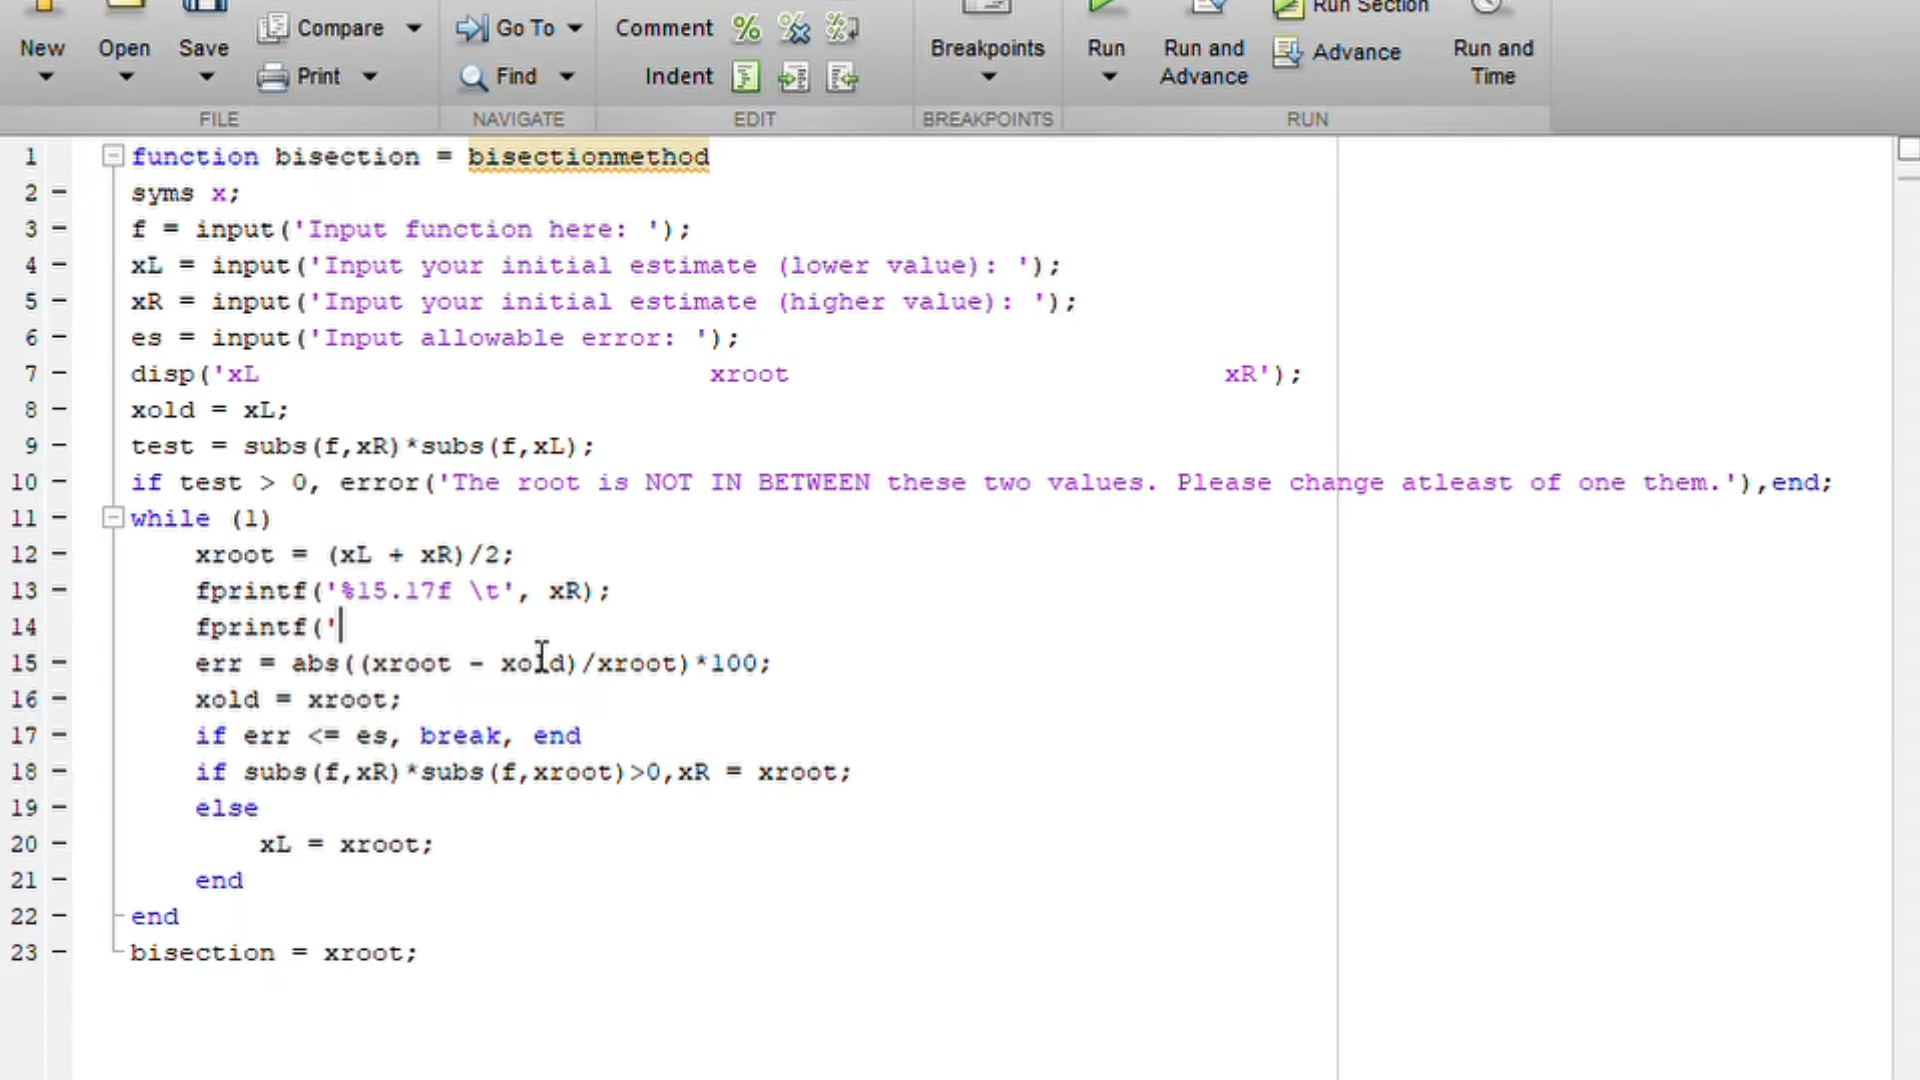 New Open Save Compare Print Go To Find Comment Indent Breakpoints Run Run and Advance Run Section Advance Run and Time
FILE NAVIGATE EDIT BREAKPOINTS RUN
1 function bisection = bisectionmethod
2 - syms x;
3 - f = input('Input function here: ');
4 - xL = input('Input your initial estimate (lower value): ');
5 - xR = input('Input your initial estimate (higher value): ');
6 - es = input('Input allowable error: ');
7 - disp('xL xroot xR');
8 - xold = xL;
9 - test = subs(f,xR)*subs(f,xL);
10 - if test > 0, error('The root is NOT IN BETWEEN these two values. Please change atleast of one them.'),end;
11 - while (1)
12 - xroot = (xL + xR)/2;
13 - fprintf('%15.17f \t', xR);
14 fprintf('
15 - err = abs((xroot - xold)/xroot)*100;
16 - xold = xroot;
17 - if err <= es, break, end
18 - if subs(f,xR)*subs(f,xroot)>0,xR = xroot;
19 - else
20 - xL = xroot;
21 - end
22 - end
23 - bisection = xroot;